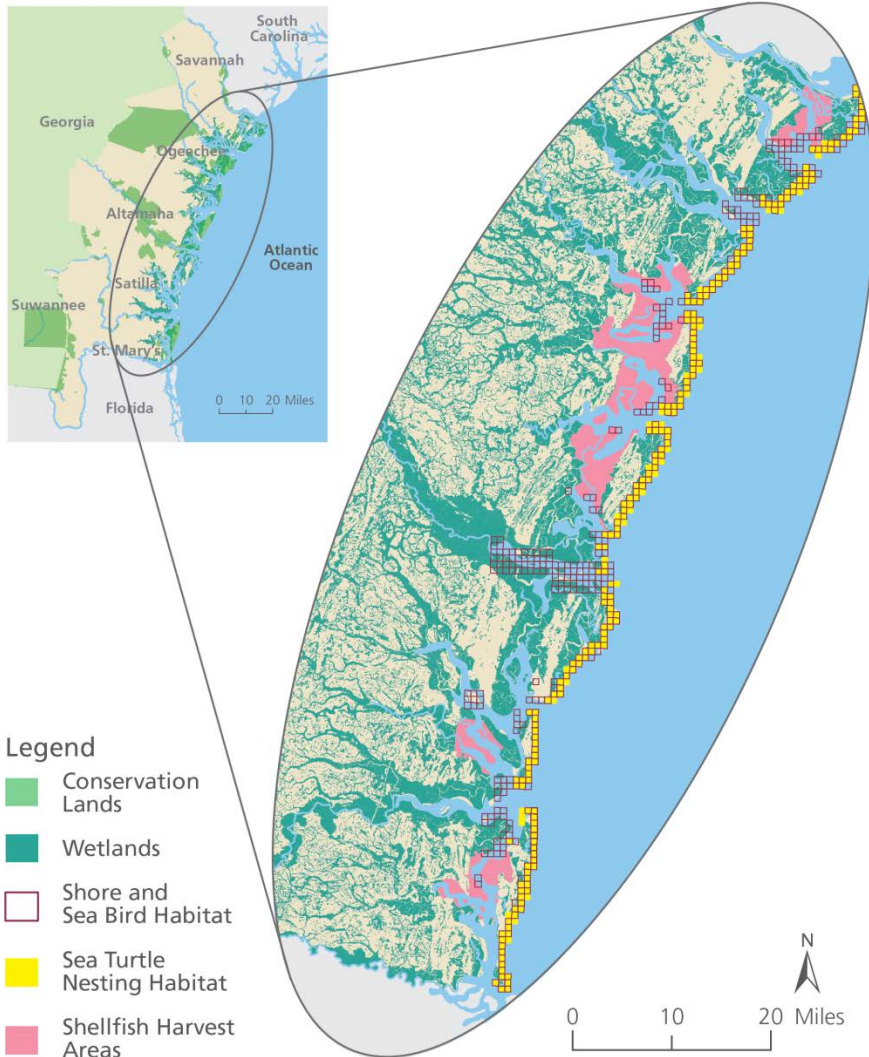 South
Carolina
Savannah
Georgia
Ogeechee
Altamaha
Atlantic
Ocean
Satilla
Suwannee
St. Mary's
Florida
0 10 20 Miles
Legend
Conservation
Lands
Wetlands
Shore and
Sea Bird Habitat
Sea Turtle
Nesting Habitat
Shellfish Harvest
Areas
N
0 10 20 Miles